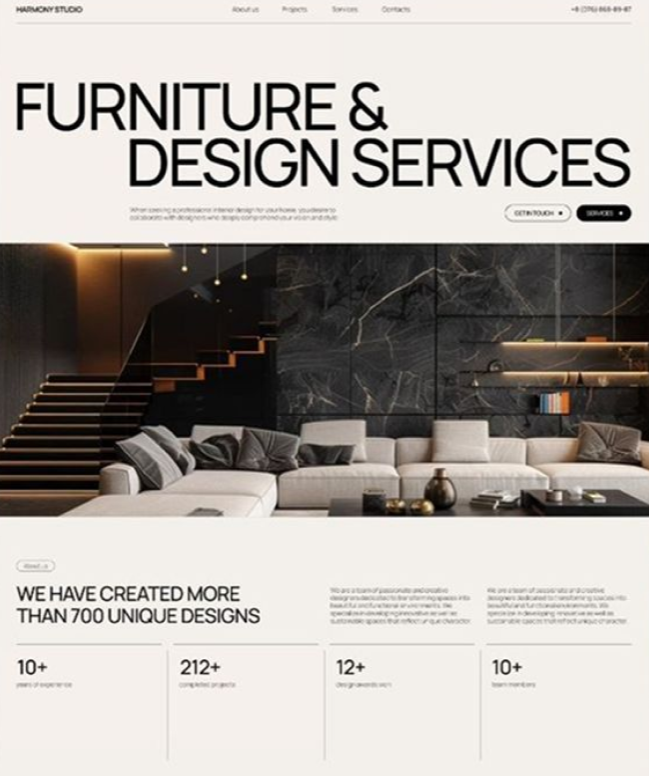 HARMONY STUDIO
About us Projects Services Contacts
FURNITURE &
DESIGN SERVICES
When seeking a professional interior design for your home, you desire to
collaborate with designers who deeply comprehend your vision and style
GET IN TOUCH
SERVICES
About us
WE HAVE CREATED MORE
THAN 700 UNIQUE DESIGNS
We are a team of passionate and creative
designers dedicated to transforming spaces into
beautiful and functional environments. We
specialize in developing innovative as well as
sustainable spaces that reflect unique character.
We are a team of passionate and creative
designers dedicated to transforming spaces into
beautiful and functional environments. We
specialize in developing innovative as well as
sustainable spaces that reflect unique character.
10+
years of experience
212+
completed projects
12+
design awards won
10+
team members